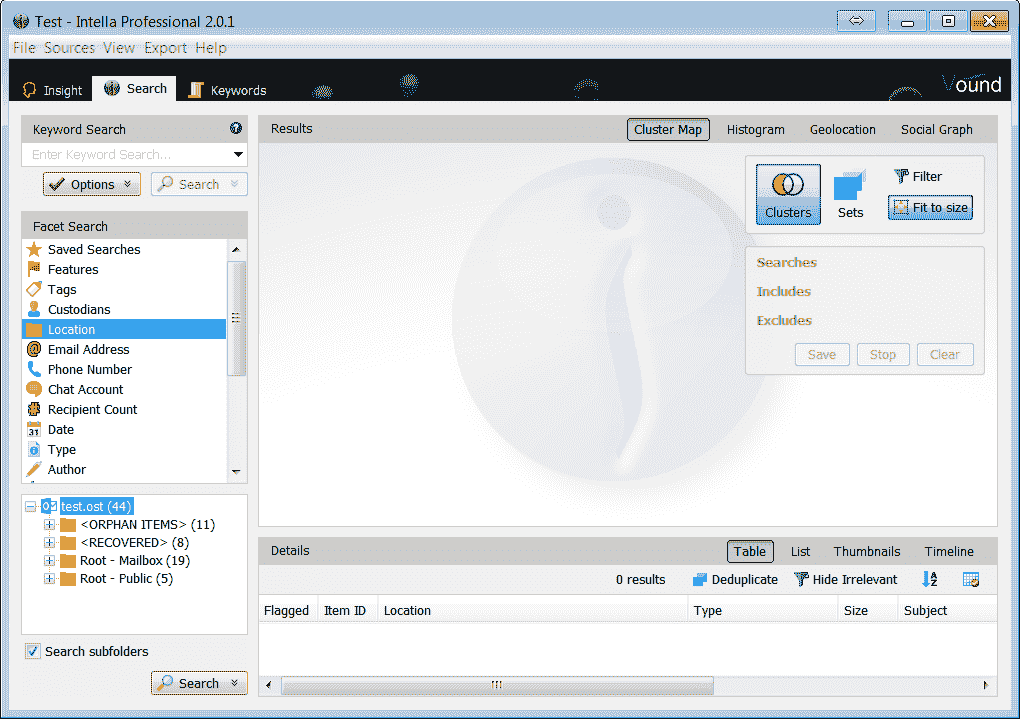 Test - Intella Professional 2.0.1
File Sources View Export Help
Insight Search Keywords
Vound
Keyword Search
Enter Keyword Search...
Options Search
Facet Search
Saved Searches
Features
Tags
Custodians
Location
Email Address
Phone Number
Chat Account
Recipient Count
Date
31
Type
Author
test.ost (44)
<ORPHAN ITEMS> (11)
<RECOVERED> (8)
Root - Mailbox (19)
Root - Public (5)
Search subfolders
Search
Results Cluster Map Histogram Geolocation Social Graph
Clusters Sets Filter
Fit to size
Searches
Includes
Excludes
Save Stop Clear
Details Table List Thumbnails Timeline
0 results Deduplicate Hide Irrelevant
Flagged Item ID Location Type Size Subject